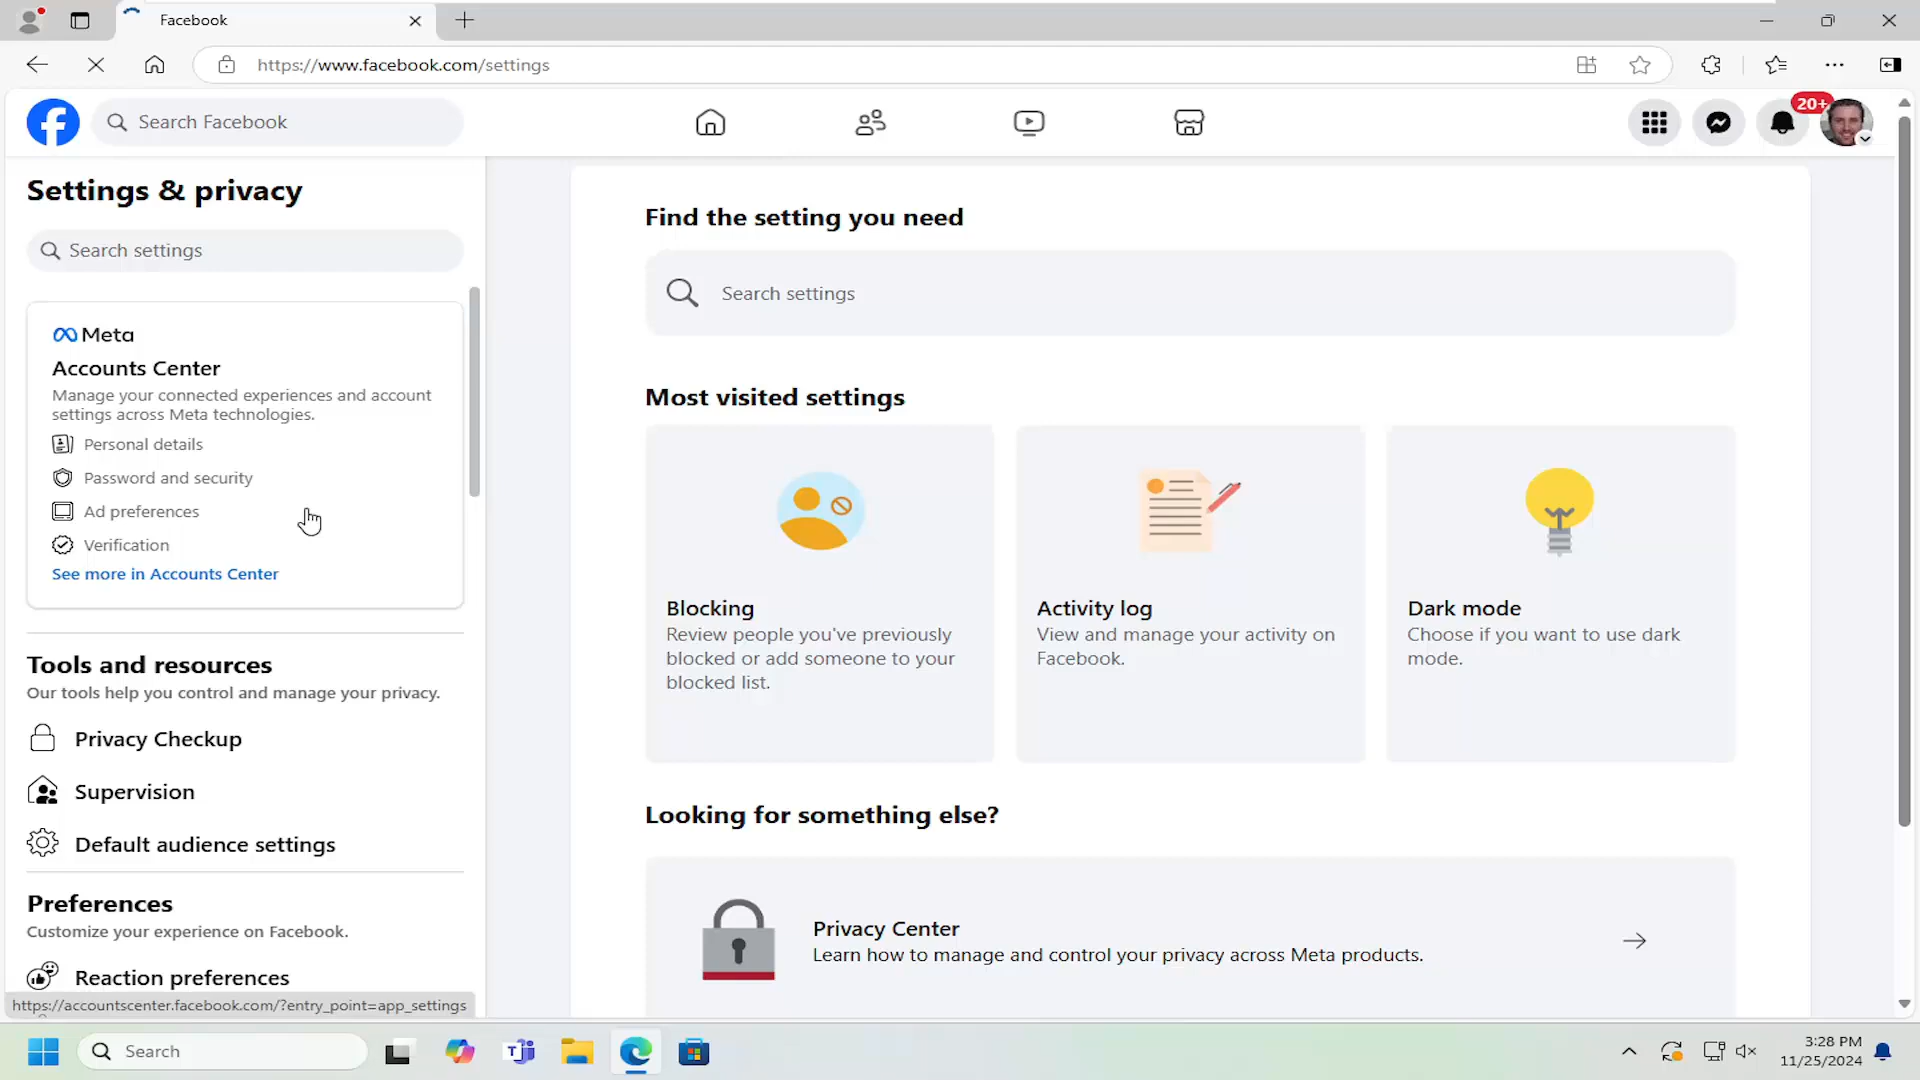 Facebook
https://www.facebook.com/settings
Search Facebook
20+
Settings & privacy
Search settings
Meta
Accounts Center
Manage your connected experiences and account
settings across Meta technologies.
Personal details
Password and security
Ad preferences
Verification
See more in Accounts Center
Tools and resources
Our tools help you control and manage your privacy.
Privacy Checkup
Supervision
Default audience settings
Preferences
Customize your experience on Facebook.
Reaction preferences
https://accountscenter.facebook.com/?entry_point=app_settings
Find the setting you need
Search settings
Most visited settings
Blocking
Review people you've previously
blocked or add someone to your
blocked list.
Activity log
View and manage your activity on
Facebook.
Dark mode
Choose if you want to use dark
mode.
Looking for something else?
Privacy Center
Learn how to manage and control your privacy across Meta products.
Search
3:28 PM
11/25/2024